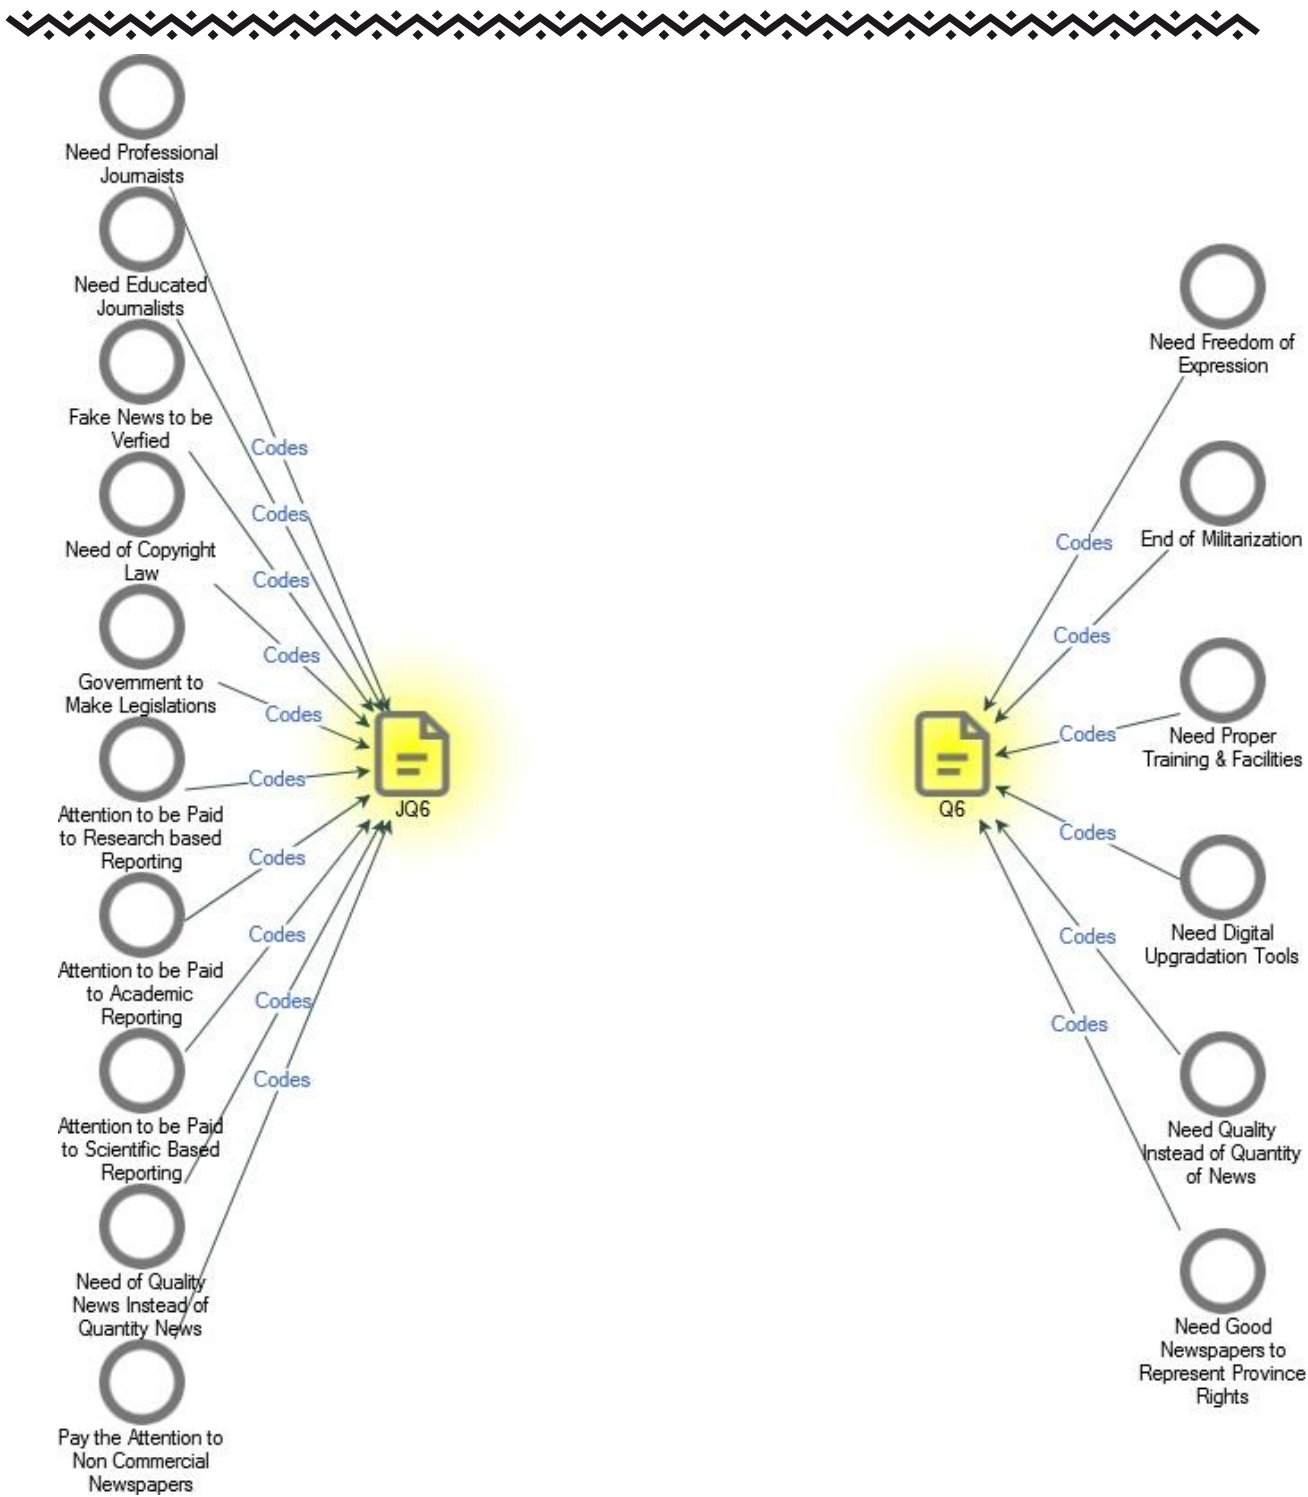 Need Professional
Journaists
Need Educated
Journalists
Fake News to be
Verfied
Need of Copyright
Law
Government to
Make Legislations
Attention to be Paid
to Research based
Reporting
Attention to be Paid
to Academic
Reporting
Attention to be Paid
to Scientific Based
Reporting
Need of Quality
News Instead of
Quantity News
Pay the Attention to
Non Commercial
Newspapers
Codes
Codes
Codes
Codes
Codes
Codes
Codes
Codes
Codes
Codes
JQ6
Q6
Codes
Codes
Codes
Codes
Codes
Codes
Need Freedom of
Expression
End of Militarization
Need Proper
Training & Facilities
Need Digital
Upgradation Tools
Need Quality
Instead of Quantity
of News
Need Good
Newspapers to
Represent Province
Rights